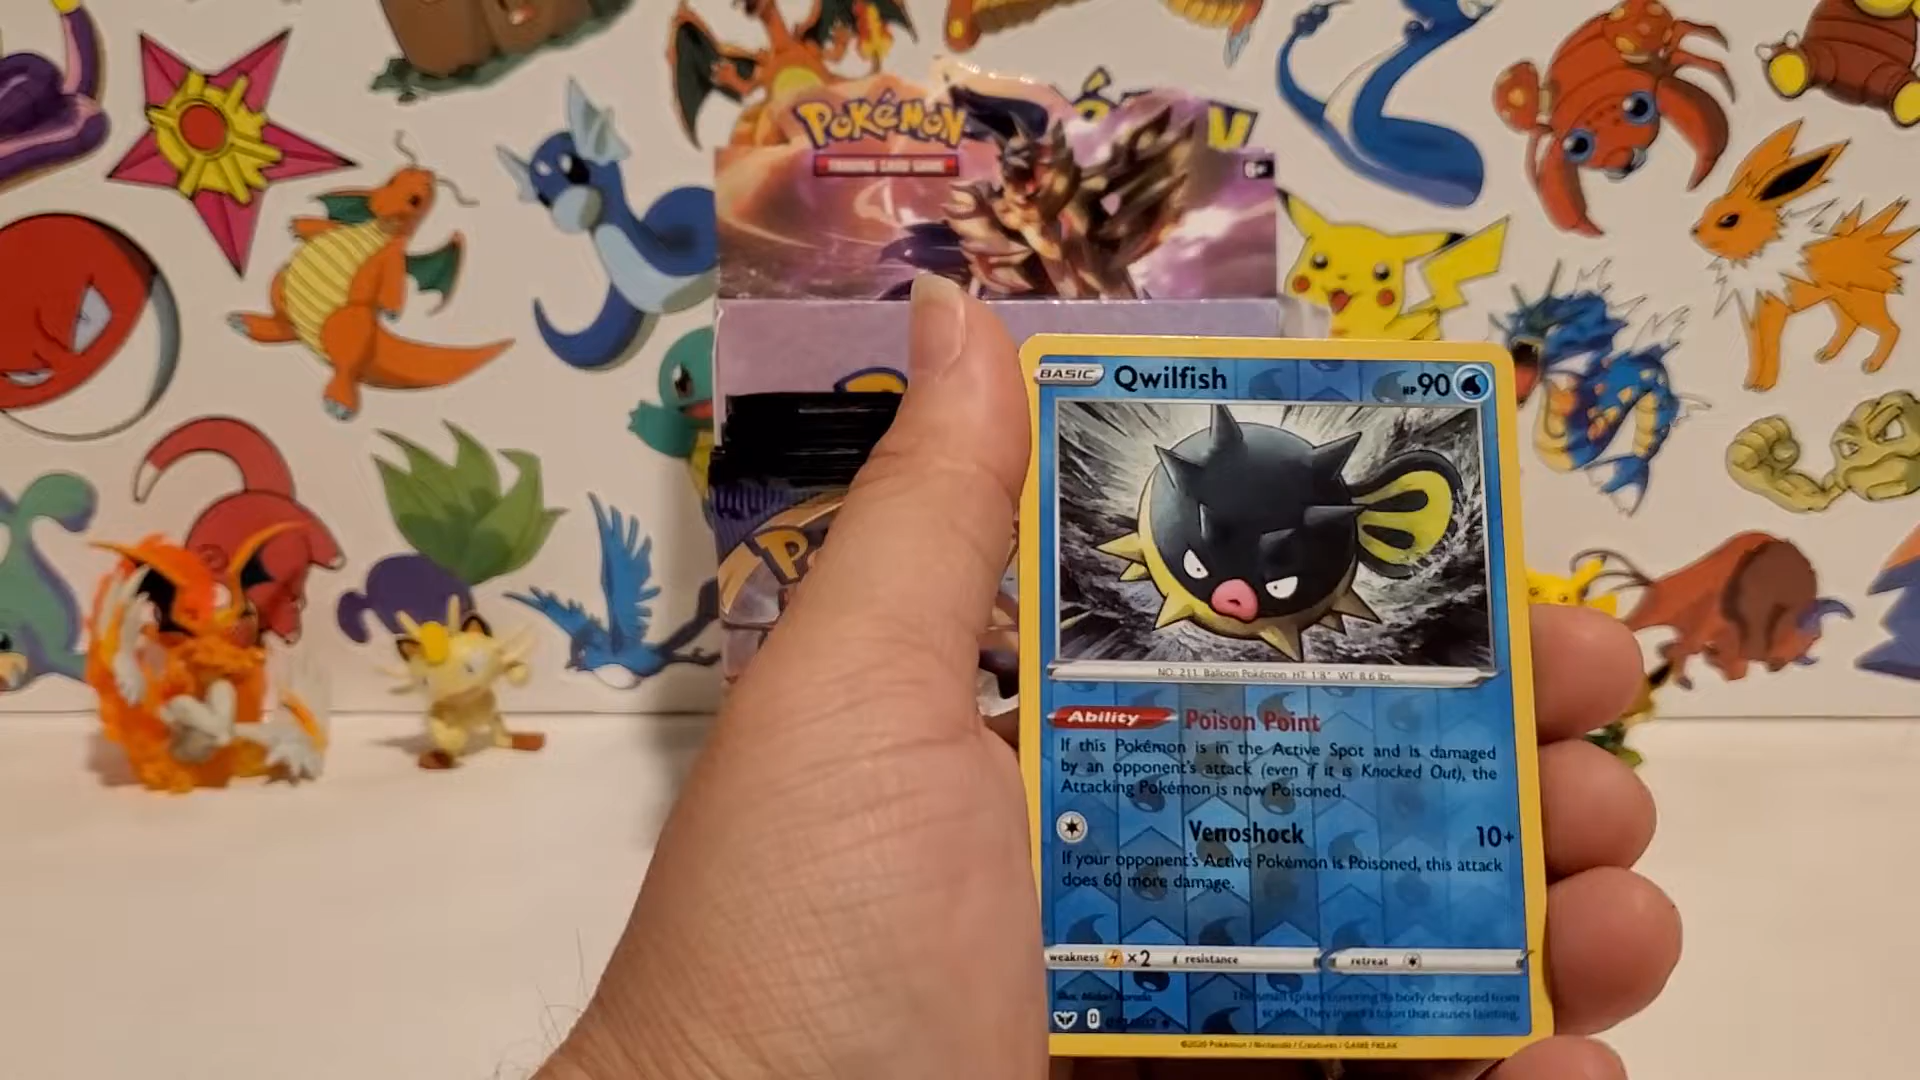 POKéMON
TRADING CARD GAME
BASIC Qwilfish HP 90
NO. 211 Balloon Pokémon HT: 1'8" WT: 8.6 lbs.
Ability Poison Point
If this Pokémon is in the Active Spot and is damaged
by an opponent's attack (even if it is Knocked Out), the
Attacking Pokémon is now Poisoned.
Venoshock 10+
If your opponent's Active Pokémon is Poisoned, this attack
does 60 more damage.
weakness ×2 resistance retreat
The small spikes covering its body developed from
scales. They inject a toxin that causes fainting.
D
©2020 Pokémon / Nintendo / Creatures / GAME FREAK